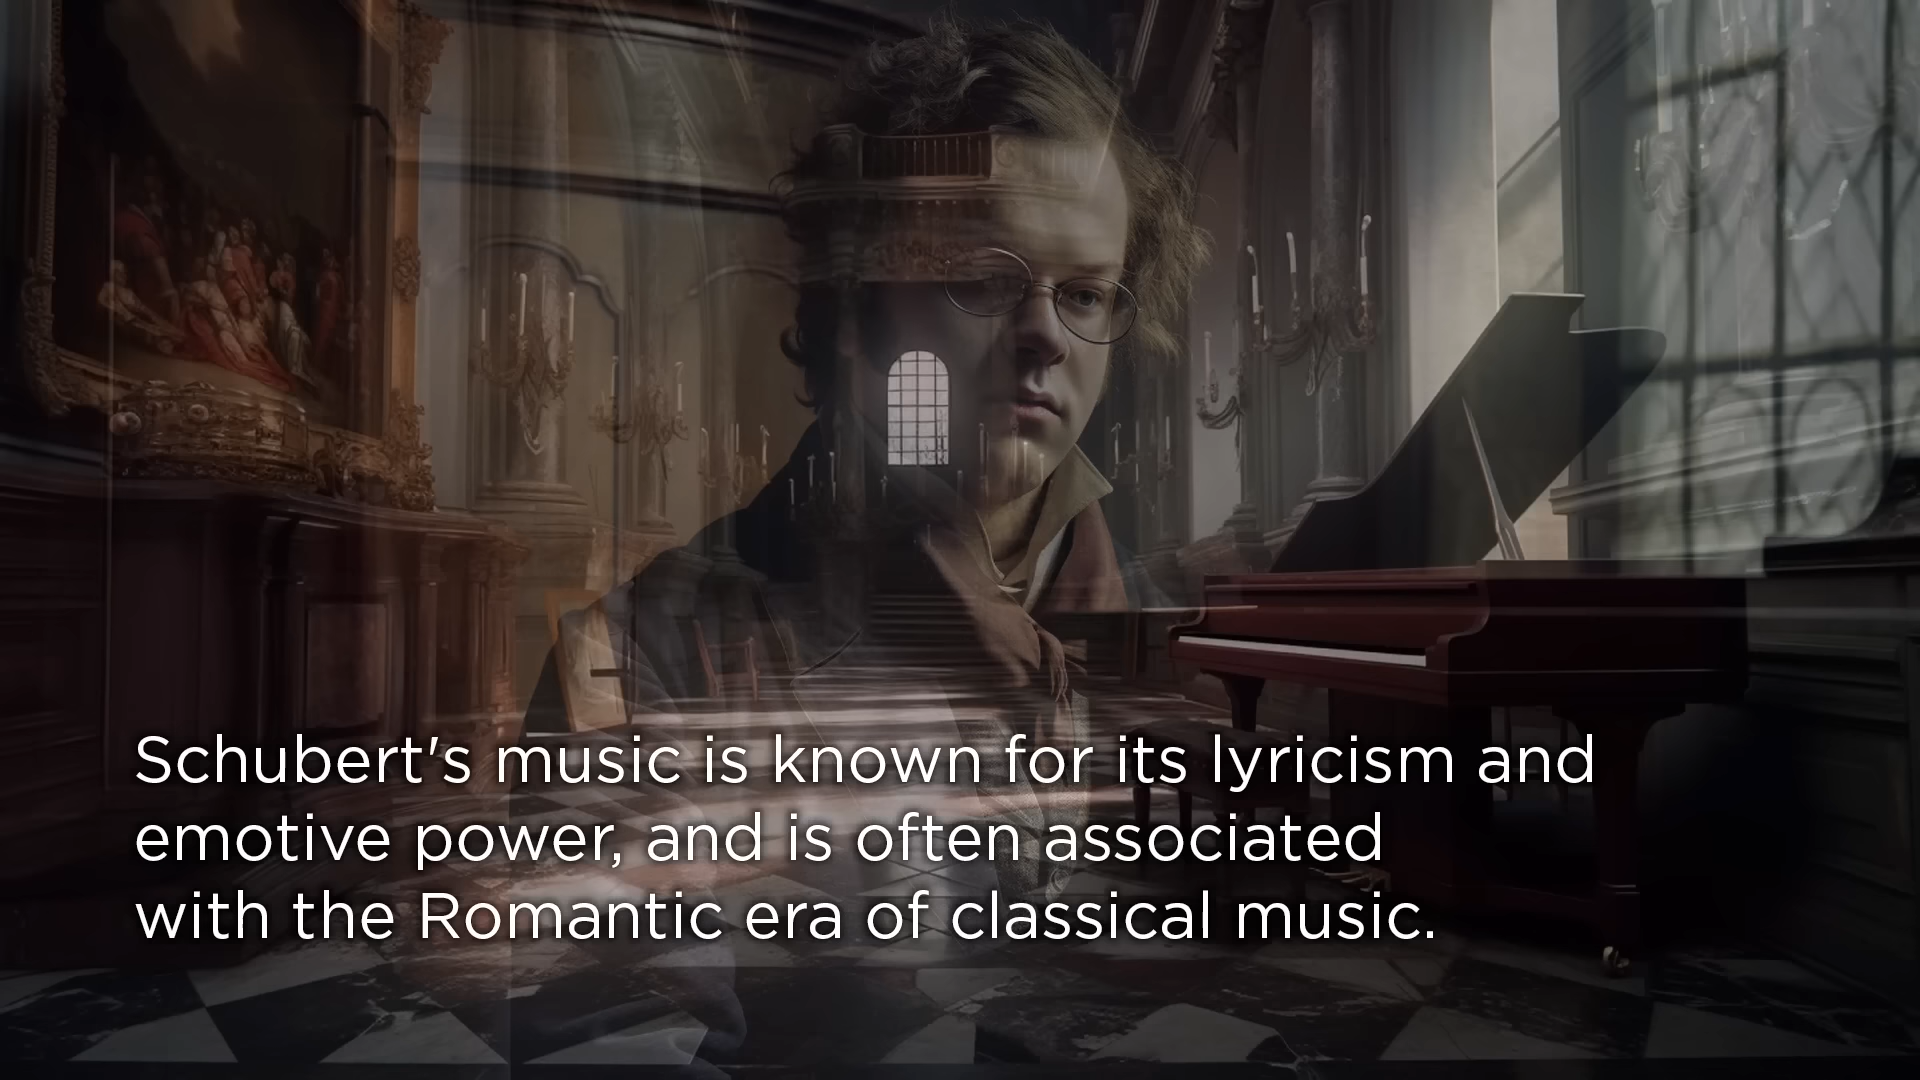 Schubert's music is known for its lyricism and
emotive power, and is often associated
with the Romantic era of classical music.